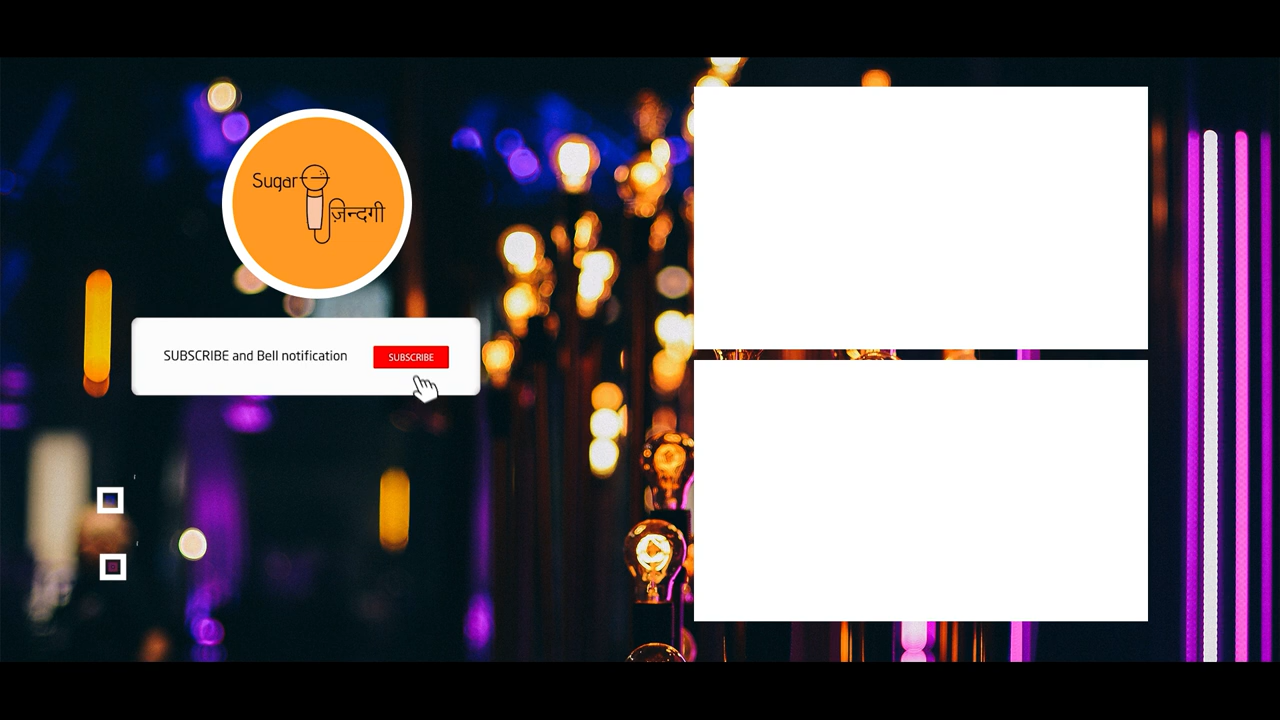 Sugar
ज़िन्दगी
SUBSCRIBE and Bell notification
SUBSCRIBE